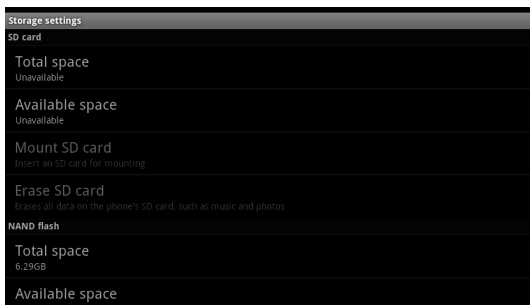 Storage settings
SD card
Total space
Unavailable
Available space
Unavailable
Mount SD card
Insert an SD card for mounting
Erase SD card
Erases all data on the phone's SD card, such as music and photos
NAND flash
Total space
6.29GB
Available space